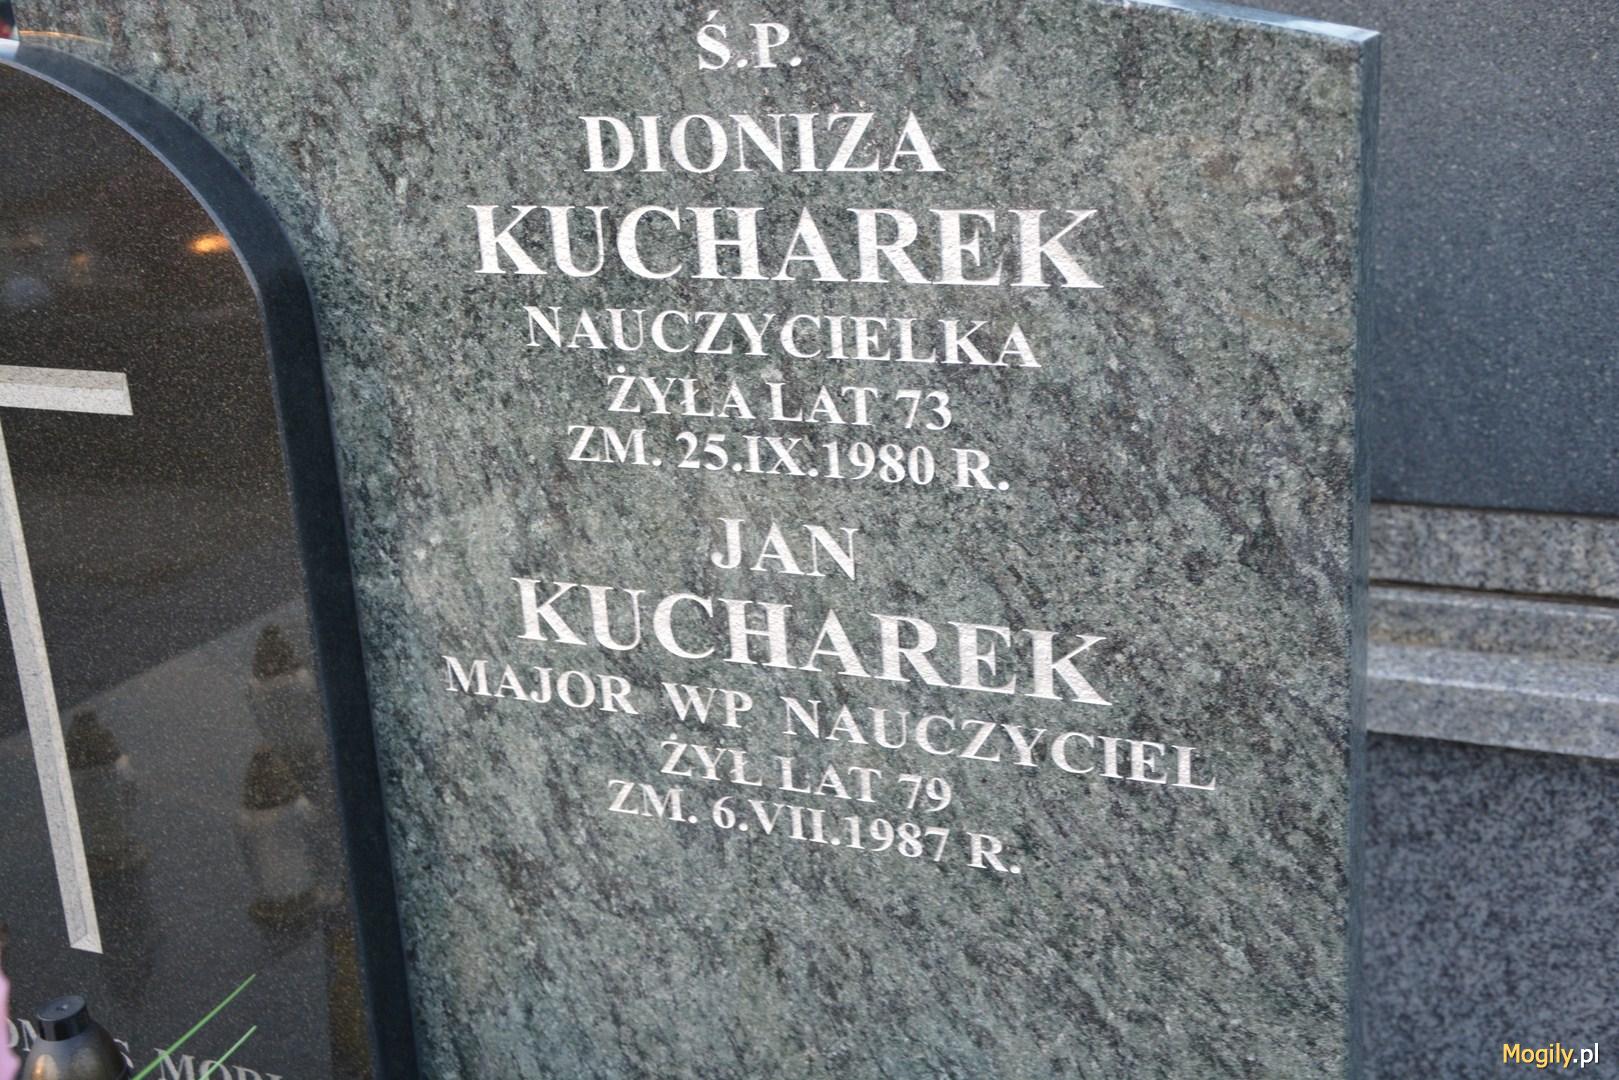 Ś.P.
DIONIZA
KUCHAREK
NAUCZYCIELKA
ŻYŁA LAT 73
ZM. 25.IX.1980 R.
JAN
KUCHAREK
MAJOR WP NAUCZYCIEL
ŻYŁ LAT 79
ZM. 6.VII.1987 R.
Mogily.pl